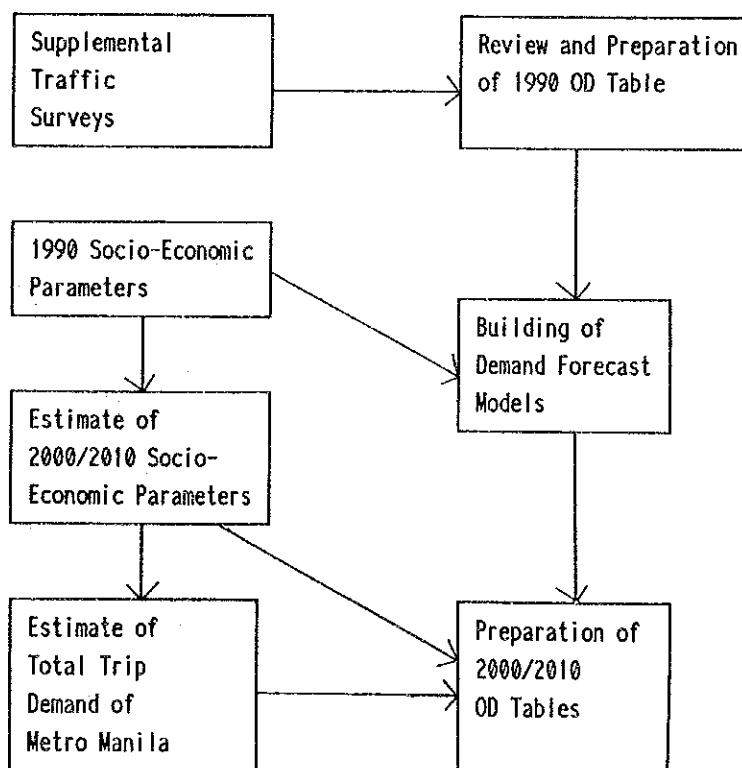 Supplemental
Traffic
Surveys
Review and Preparation
of 1990 OD Table
1990 Socio-Economic
Parameters
Building of
Demand Forecast
Models
Estimate of
2000/2010 Socio-
Economic Parameters
Estimate of
Total Trip
Demand of
Metro Manila
Preparation of
2000/2010
OD Tables